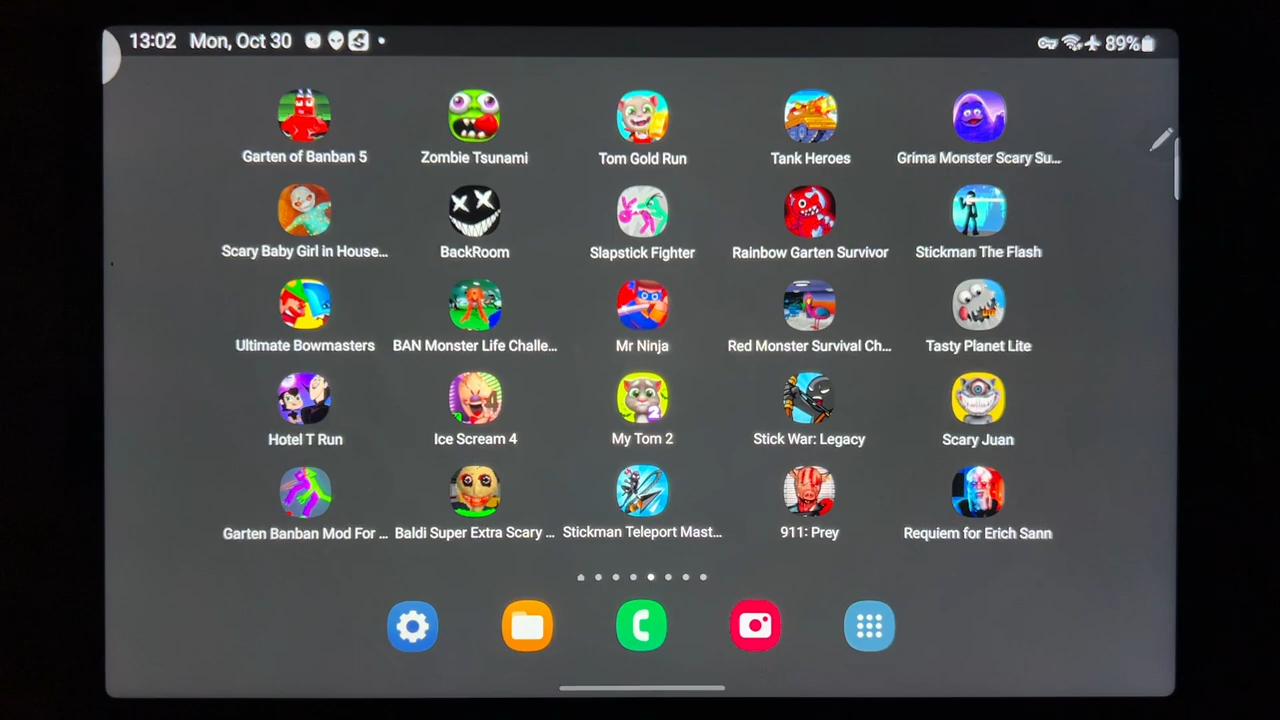 13:02 Mon, Oct 30 89%
Garten of Banban 5 Zombie Tsunami Tom Gold Run Tank Heroes Grima Monster Scary Su...
Scary Baby Girl in House... BackRoom Slapstick Fighter Rainbow Garten Survivor Stickman The Flash
Ultimate Bowmasters BAN Monster Life Challe... Mr Ninja Red Monster Survival Ch... Tasty Planet Lite
2
Hotel T Run Ice Scream 4 My Tom 2 Stick War: Legacy Scary Juan
Garten Banban Mod For ... Baldi Super Extra Scary ... Stickman Teleport Mast... 911: Prey Requiem for Erich Sann